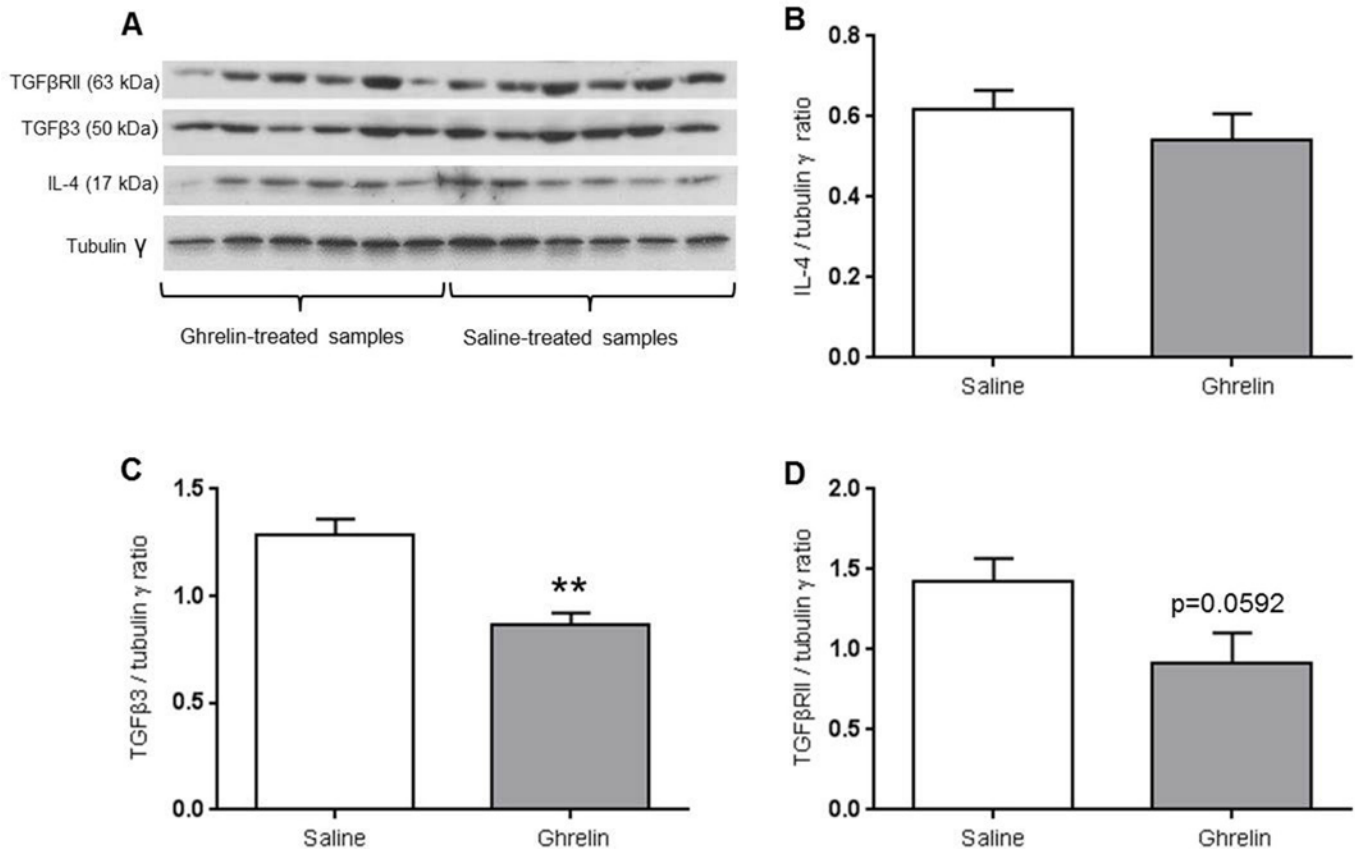 A
TGFβRII (63 kDa)
TGFβ3 (50 kDa)
IL-4 (17 kDa)
Tubulin γ
Ghrelin-treated samples
Saline-treated samples
B
IL-4 / tubulin γ ratio
0.8
0.6
0.4
0.2
0.0
Saline
Ghrelin
C
TGFβ3 / tubulin γ ratio
1.5
1.0
0.5
0.0
**
Saline
Ghrelin
D
TGFβRII / tubulin γ ratio
2.0
1.5
1.0
0.5
0.0
p=0.0592
Saline
Ghrelin